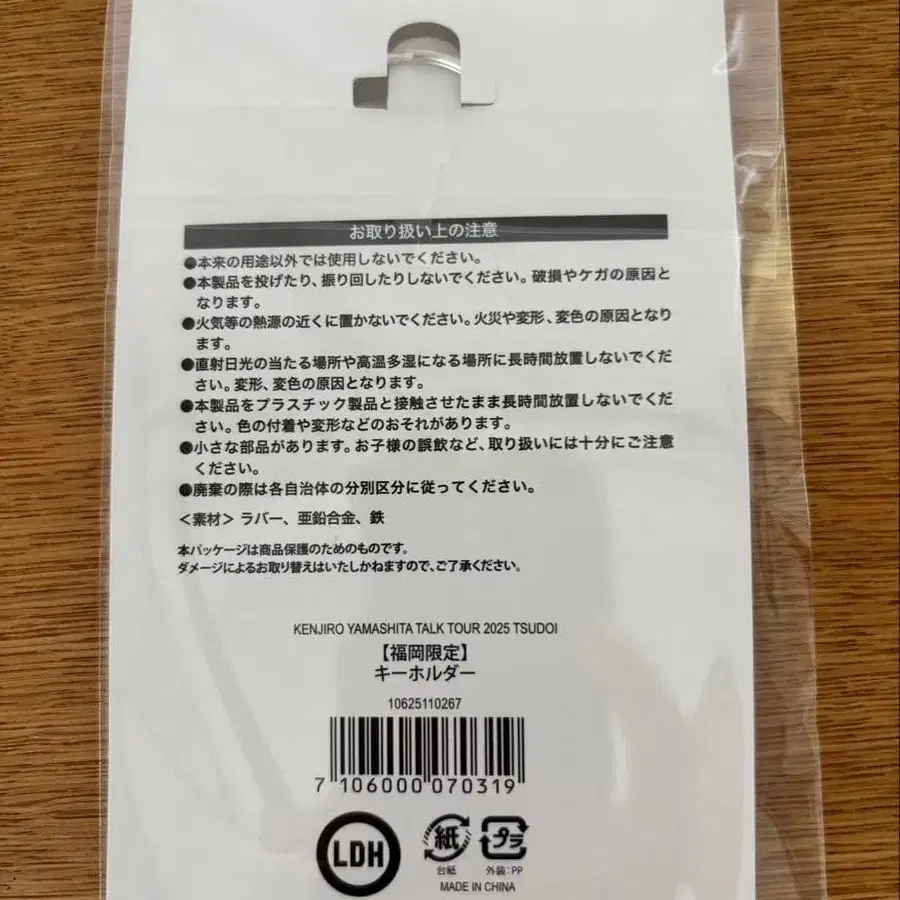 お取り扱い上の注意
●本来の用途以外では使用しないでください。
●本製品を投げたり、振り回したりしないでください。破損やケガの原因と
なります。
●火気等の熱源の近くに置かないでください。火災や変形、変色の原因となり
ます。
●直射日光の当たる場所や高温多湿になる場所に長時間放置しないでくだ
さい。変形、変色の原因となります。
●本製品をプラスチック製品と接触させたまま長時間放置しないでくだ
さい。色の付着や変形などのおそれがあります。
●小さな部品があります。お子様の誤飲など、取り扱いには十分にご注意
ください。
●廃棄の際は各自治体の分別区分に従ってください。
＜素材＞ ラバー、亜鉛合金、鉄
本パッケージは商品保護のためのものです。
ダメージによるお取り替えはいたしかねますので、ご了承ください。
KENJIRO YAMASHITA TALK TOUR 2025 TSUDOI
【福岡限定】
キーホルダー
10625110267
7 106000 070319
LDH 紙 プラ
台紙 外装:PP
MADE IN CHINA